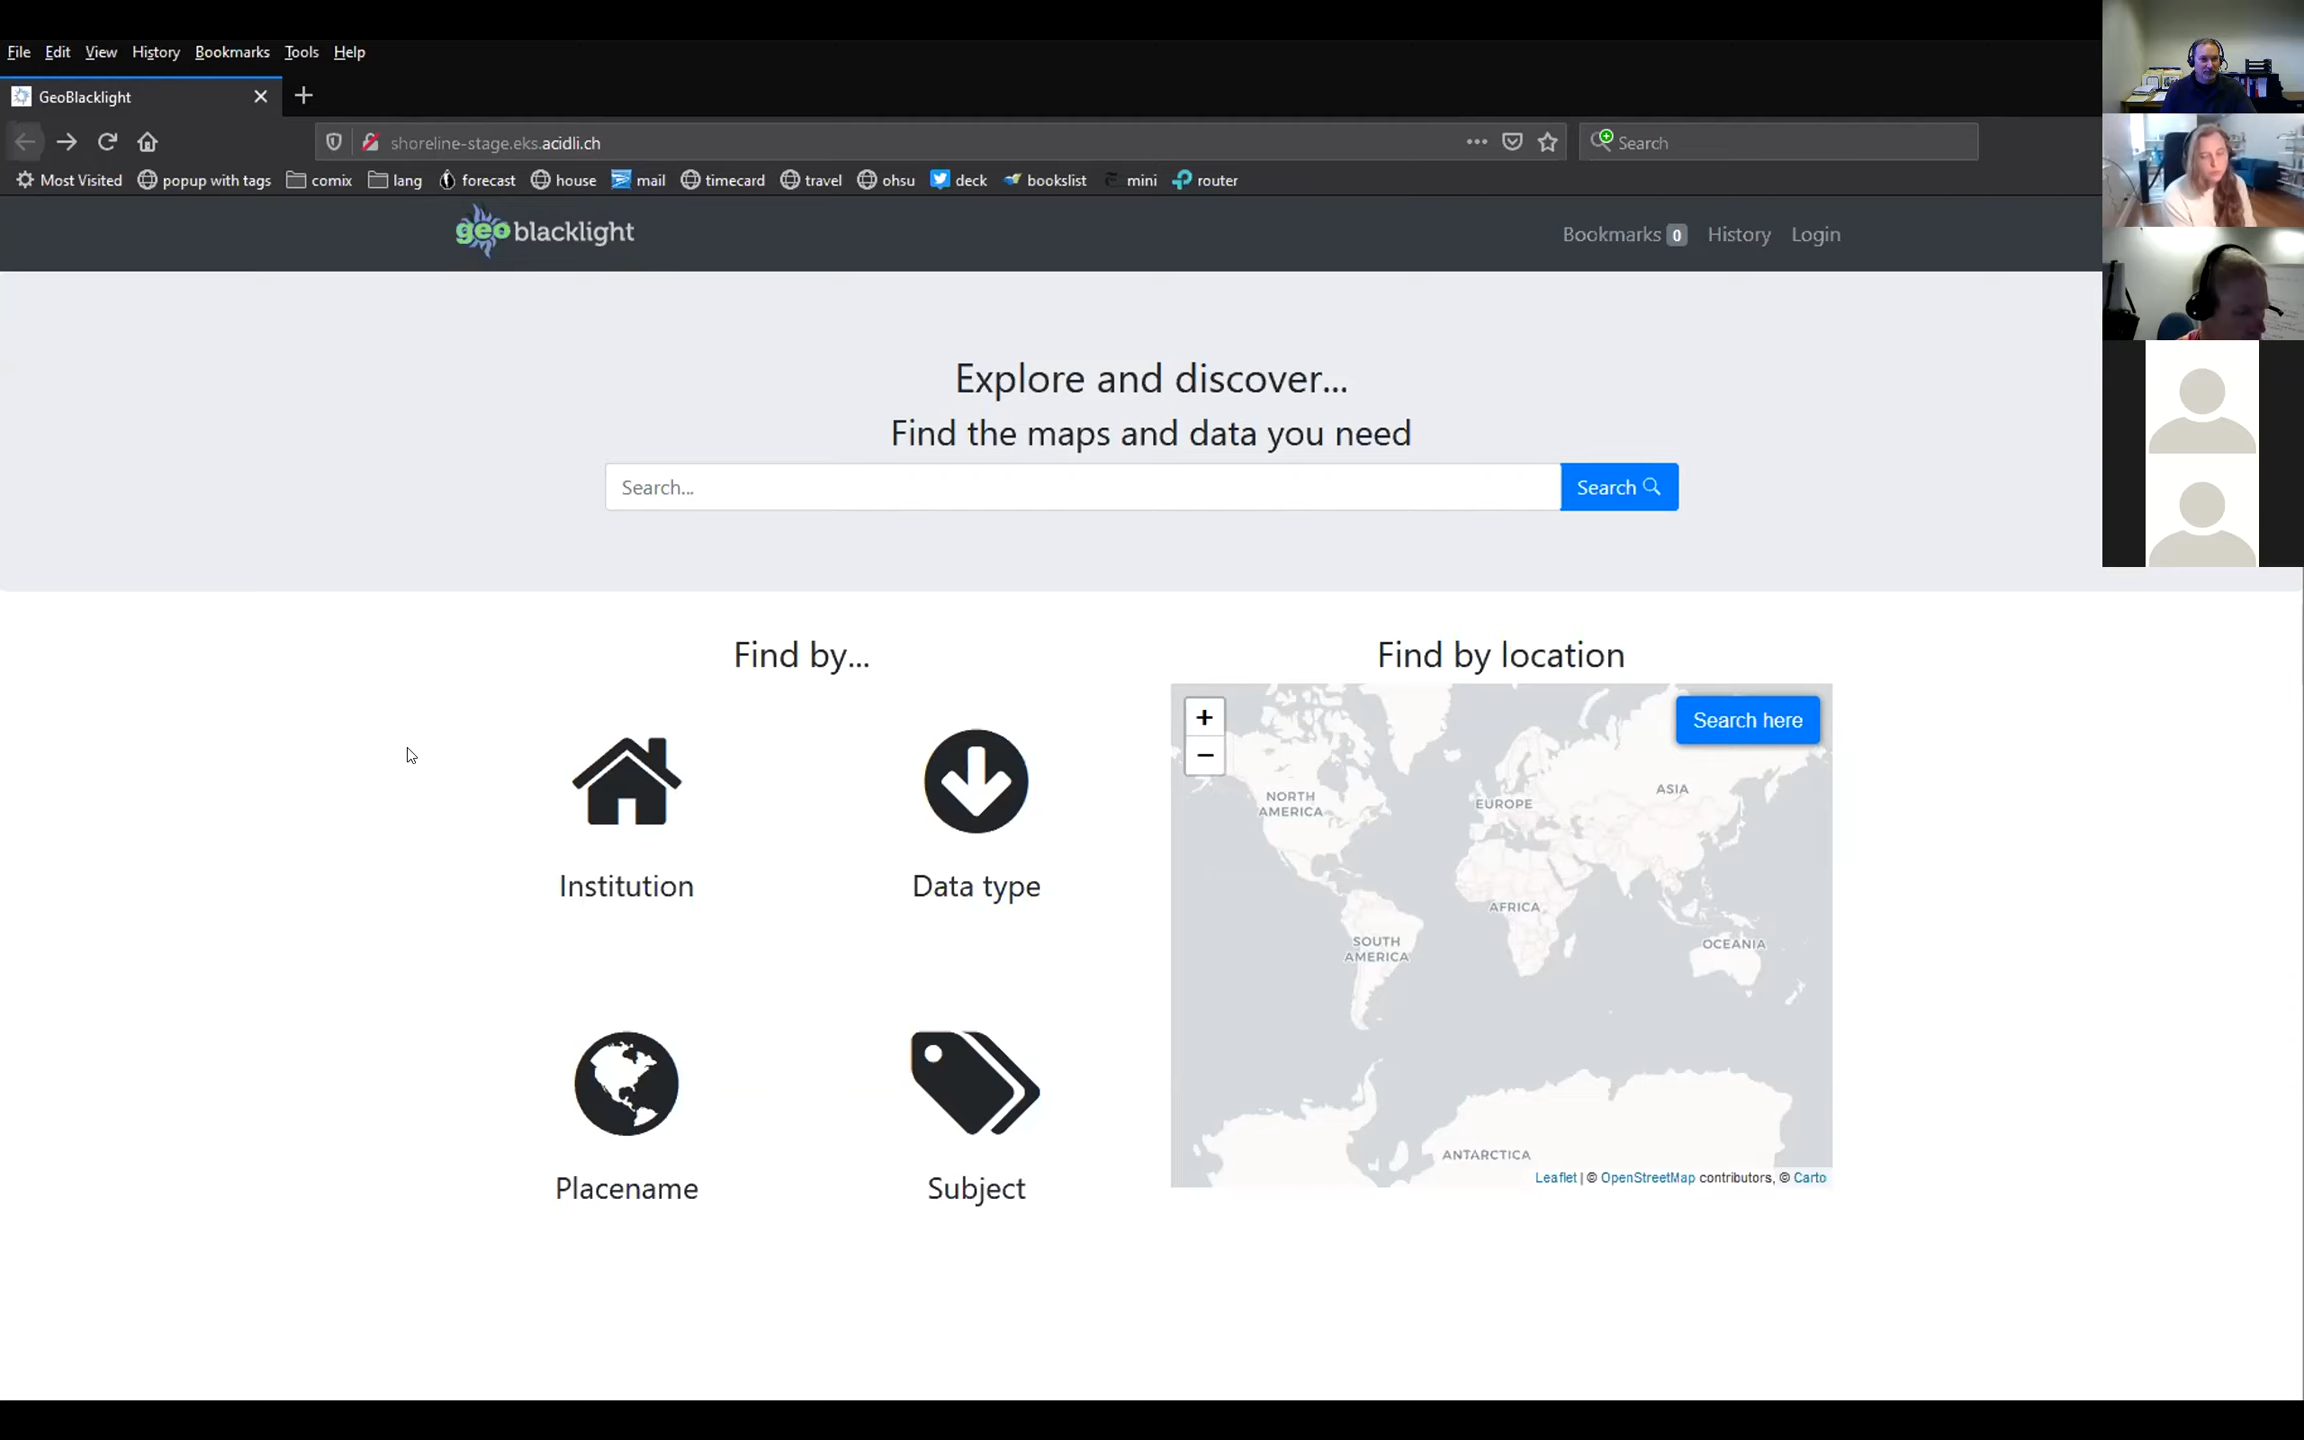 File Edit View History Bookmarks Tools Help
GeoBlacklight
shoreline-stage.eks.acidli.ch
Search
Most Visited popup with tags comix lang forecast house mail timecard travel ohsu deck bookslist mini router
geoblacklight
Bookmarks 0 History Login
Explore and discover...
Find the maps and data you need
Search...
Search
Find by...
Find by location
Institution
Data type
Placename
Subject
+
−
Search here
NORTH
AMERICA
EUROPE
ASIA
AFRICA
SOUTH
AMERICA
OCEANIA
ANTARCTICA
Leaflet | © OpenStreetMap contributors, © Carto